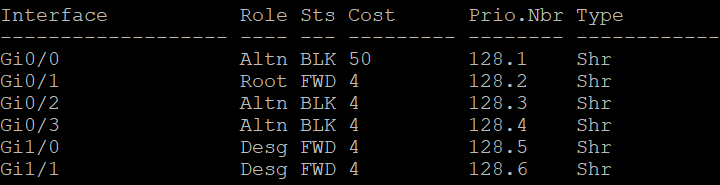 Interface Role Sts Cost Prio.Nbr Type
------------------- ---- --- --------- -------- ------------
Gi0/0 Altn BLK 50 128.1 Shr
Gi0/1 Root FWD 4 128.2 Shr
Gi0/2 Altn BLK 4 128.3 Shr
Gi0/3 Altn BLK 4 128.4 Shr
Gi1/0 Desg FWD 4 128.5 Shr
Gi1/1 Desg FWD 4 128.6 Shr